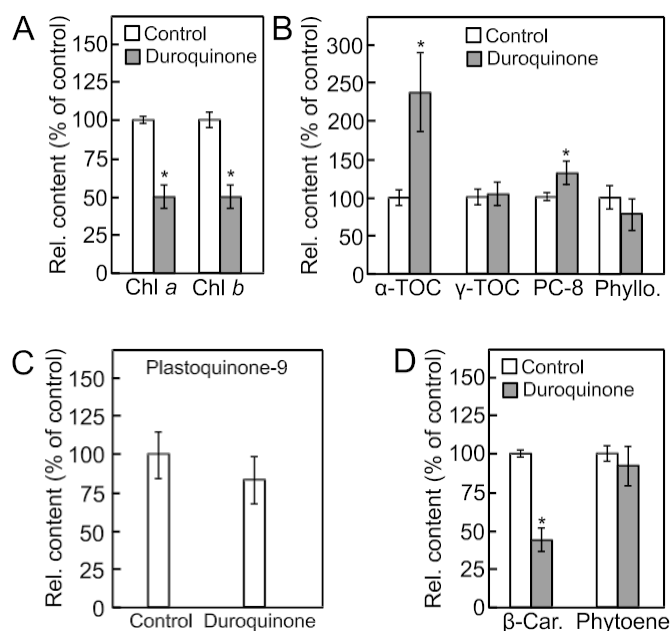 A
Rel. content (% of control)
150
125
100
75
50
25
0
Control
Duroquinone
*
*
Chl a
Chl b
B
Rel. content (% of control)
300
250
200
150
100
50
0
Control
Duroquinone
*
*
α-TOC
γ-TOC
PC-8
Phyllo.
C
Rel. content (% of control)
150
125
100
75
50
25
0
Plastoquinone-9
Control
Duroquinone
D
Rel. content (% of control)
150
125
100
75
50
25
0
Control
Duroquinone
*
β-Car.
Phytoene